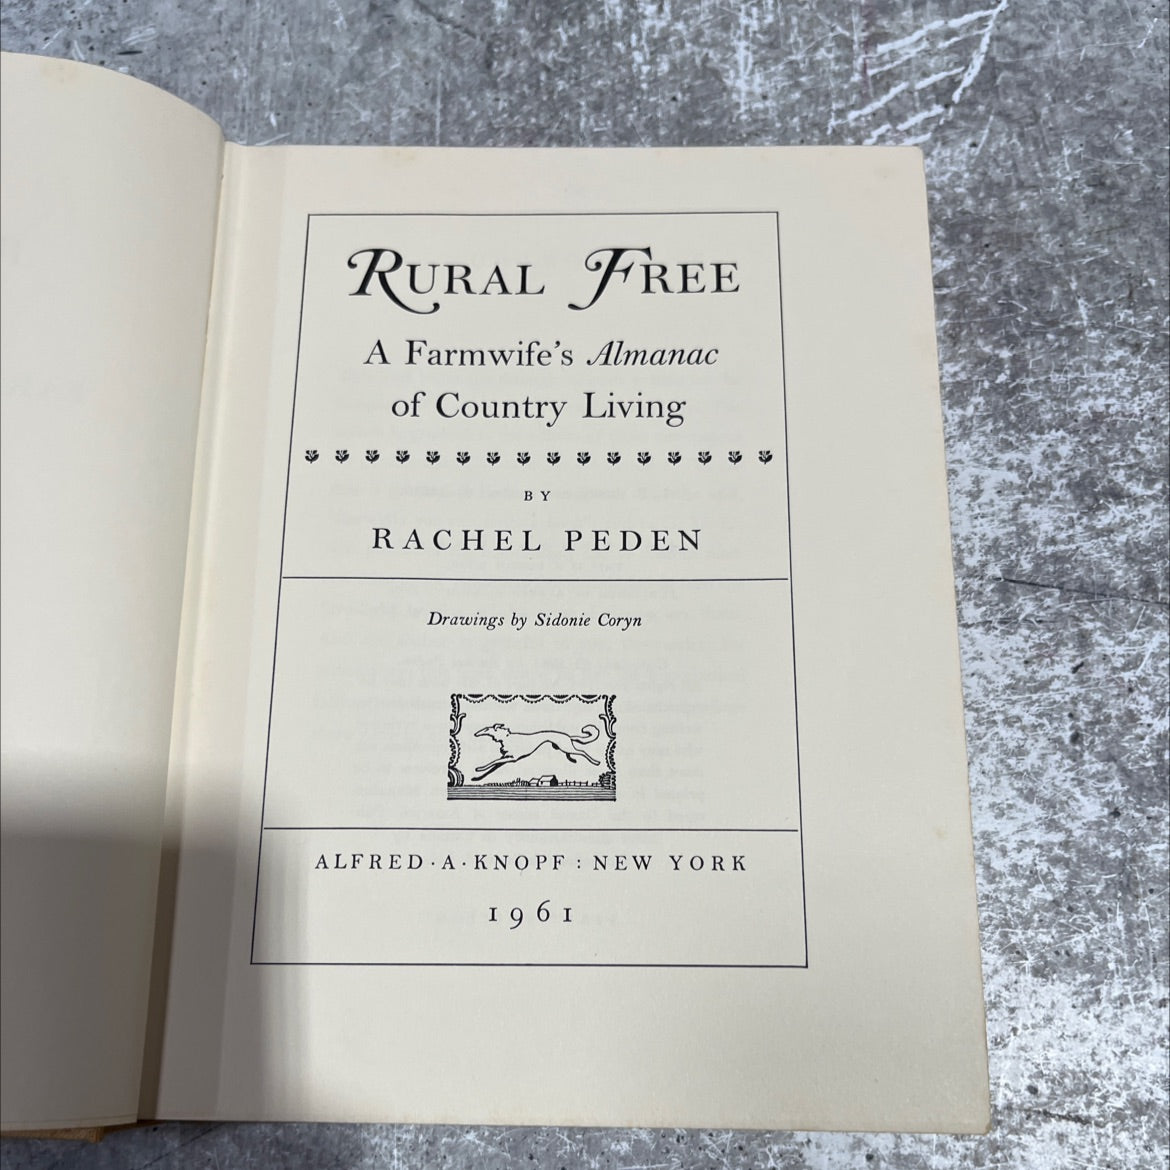 RURAL FREE
A Farmwife's Almanac
of Country Living
BY
RACHEL PEDEN
Drawings by Sidonie Coryn
ALFRED · A · KNOPF : NEW YORK
1961